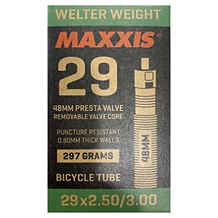 WELTER WEIGHT
MAXXIS
29
48MM PRESTA VALVE
REMOVABLE VALVE CORE
PUNCTURE RESISTANT
0.80MM THICK WALLS
297 GRAMS
48MM
BICYCLE TUBE
29x2.50/3.00